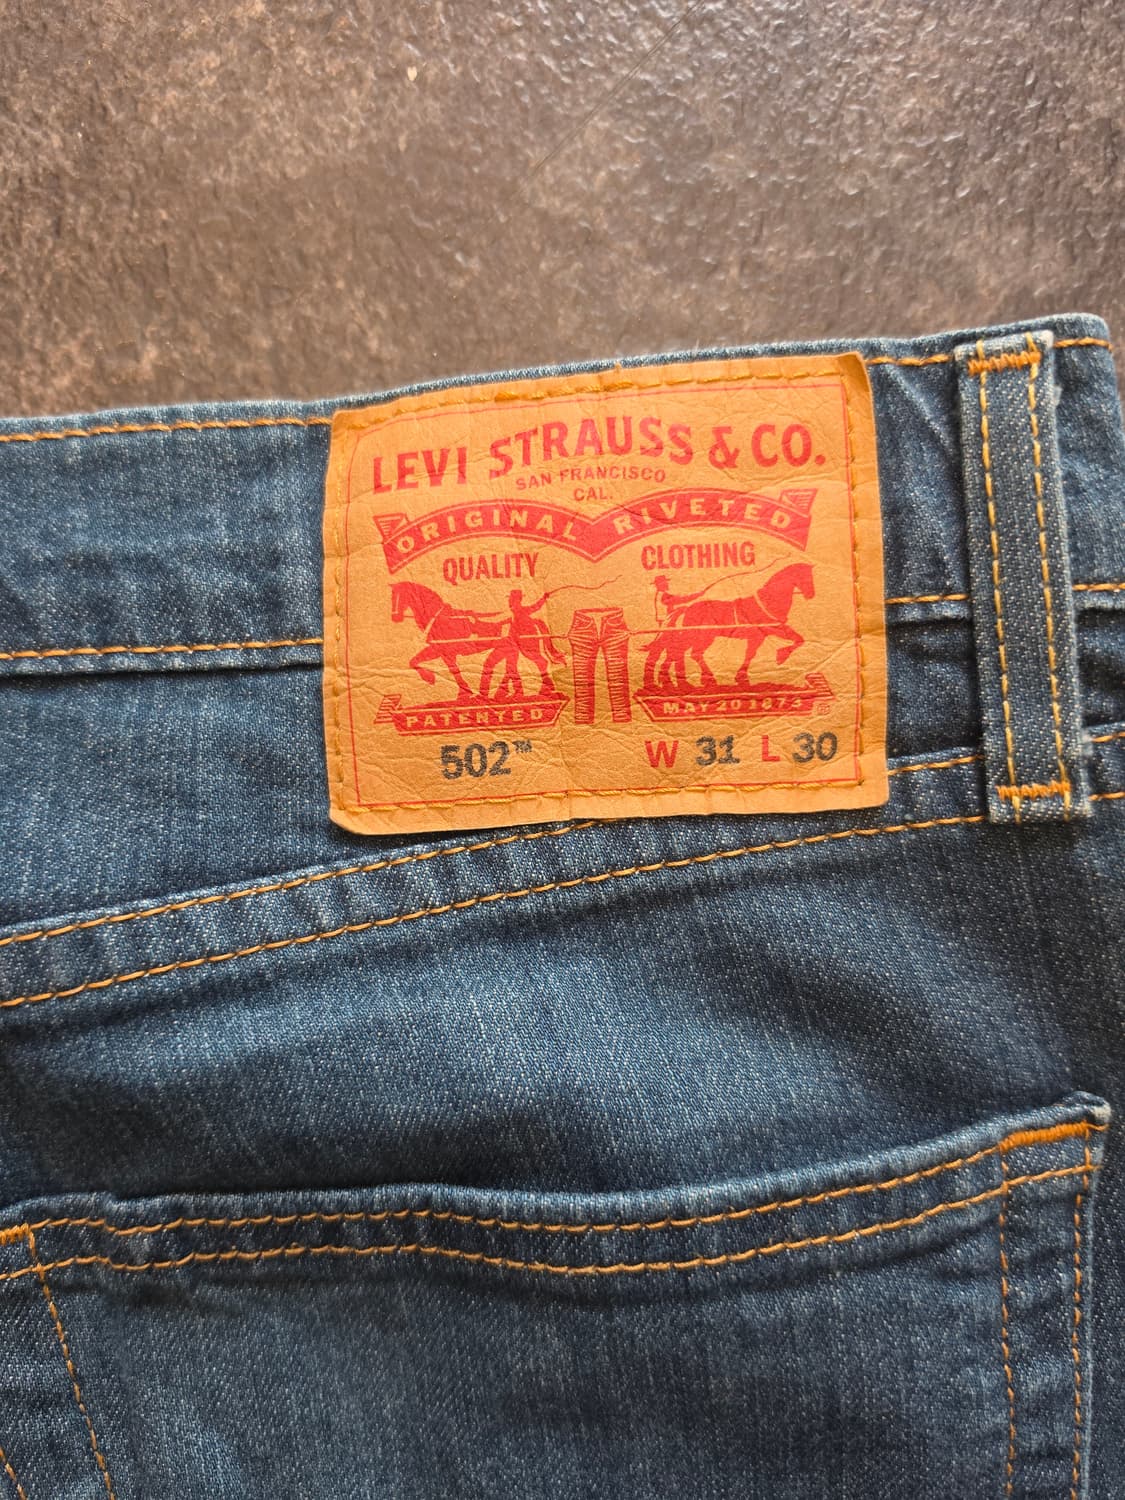 LEVI STRAUSS & CO.
SAN FRANCISCO
CAL.
ORIGINAL RIVETED
QUALITY CLOTHING
PATENTED MAY 20 1873 ®
502™ W 31 L 30